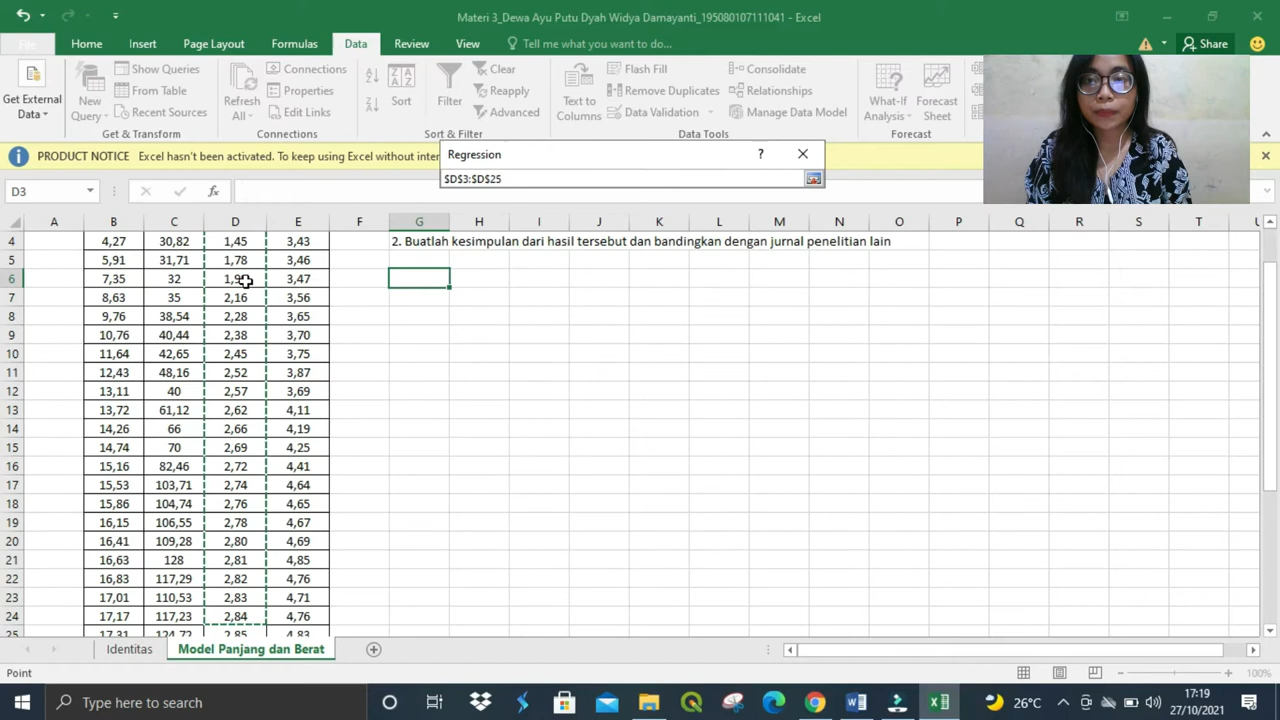 Materi 3_Dewa Ayu Putu Dyah Widya Damayanti_195080107111041 - Excel
File Home Insert Page Layout Formulas Data Review View Tell me what you want to do... Share
Get External Data
New Query
Show Queries
From Table
Recent Sources
Get & Transform
Refresh All
Connections
Properties
Connections
Sort
Filter
Clear
Reapply
Advanced
Sort & Filter
Text to Columns
Flash Fill
Remove Duplicates
Data Validation
Consolidate
Relationships
Manage Data Model
Data Tools
What-If Analysis
Forecast Sheet
Forecast
PRODUCT NOTICE Excel hasn't been activated. To keep using Excel without inter
Regression ?
$D$3:$D$25
D3 fx
A B C D E F G H I J K L M N O P Q R S T U
4 4,27 30,82 1,45 3,43 2. Buatlah kesimpulan dari hasil tersebut dan bandingkan dengan jurnal penelitian lain
5 5,91 31,71 1,78 3,46
6 7,35 32 3,47
7 8,63 35 2,16 3,56
8 9,76 38,54 2,28 3,65
9 10,76 40,44 2,38 3,70
10 11,64 42,65 2,45 3,75
11 12,43 48,16 2,52 3,87
12 13,11 40 2,57 3,69
13 13,72 61,12 2,62 4,11
14 14,26 66 2,66 4,19
15 14,74 70 2,69 4,25
16 15,16 82,46 2,72 4,41
17 15,53 103,71 2,74 4,64
18 15,86 104,74 2,76 4,65
19 16,15 106,55 2,78 4,67
20 16,41 109,28 2,80 4,69
21 16,63 128 2,81 4,85
22 16,83 117,29 2,82 4,76
23 17,01 110,53 2,83 4,71
24 17,17 117,23 2,84 4,76
25 17,31 124,72 2,85 4,83
Identitas Model Panjang dan Berat
Point 100%
Type here to search 26°C 17:19
27/10/2021